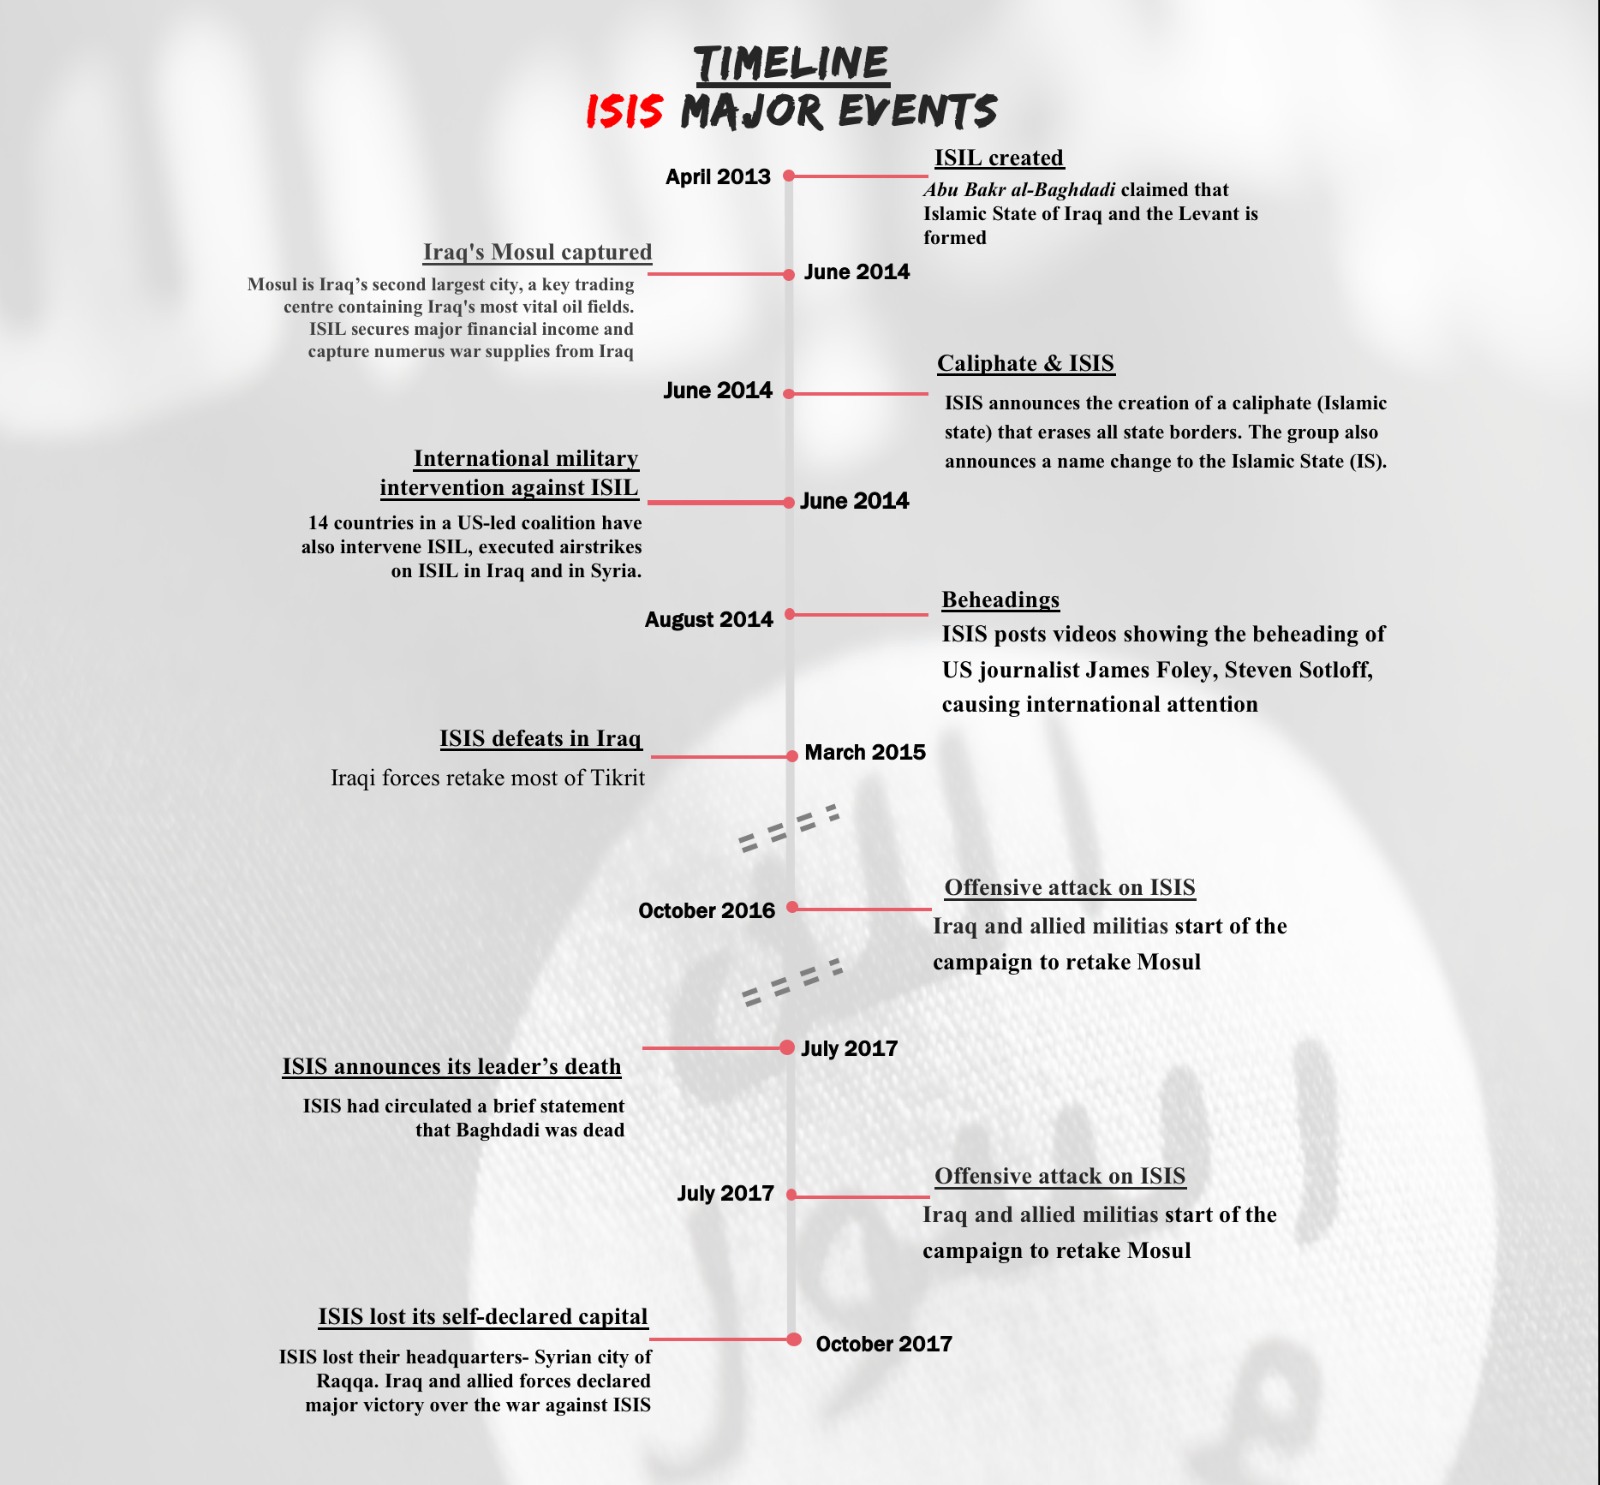 TIMELINE
ISIS MAJOR EVENTS
April 2013
ISIL created
Abu Bakr al-Baghdadi claimed that
Islamic State of Iraq and the Levant is
formed
Iraq's Mosul captured
June 2014
Mosul is Iraq’s second largest city, a key trading
centre containing Iraq's most vital oil fields.
ISIL secures major financial income and
capture numerus war supplies from Iraq
June 2014
Caliphate & ISIS
ISIS announces the creation of a caliphate (Islamic
state) that erases all state borders. The group also
announces a name change to the Islamic State (IS).
International military
intervention against ISIL
June 2014
14 countries in a US-led coalition have
also intervene ISIL, executed airstrikes
on ISIL in Iraq and in Syria.
August 2014
Beheadings
ISIS posts videos showing the beheading of
US journalist James Foley, Steven Sotloff,
causing international attention
ISIS defeats in Iraq
March 2015
Iraqi forces retake most of Tikrit
October 2016
Offensive attack on ISIS
Iraq and allied militias start of the
campaign to retake Mosul
July 2017
ISIS announces its leader’s death
ISIS had circulated a brief statement
that Baghdadi was dead
July 2017
Offensive attack on ISIS
Iraq and allied militias start of the
campaign to retake Mosul
ISIS lost its self-declared capital
October 2017
ISIS lost their headquarters- Syrian city of
Raqqa. Iraq and allied forces declared
major victory over the war against ISIS
الله
رسول